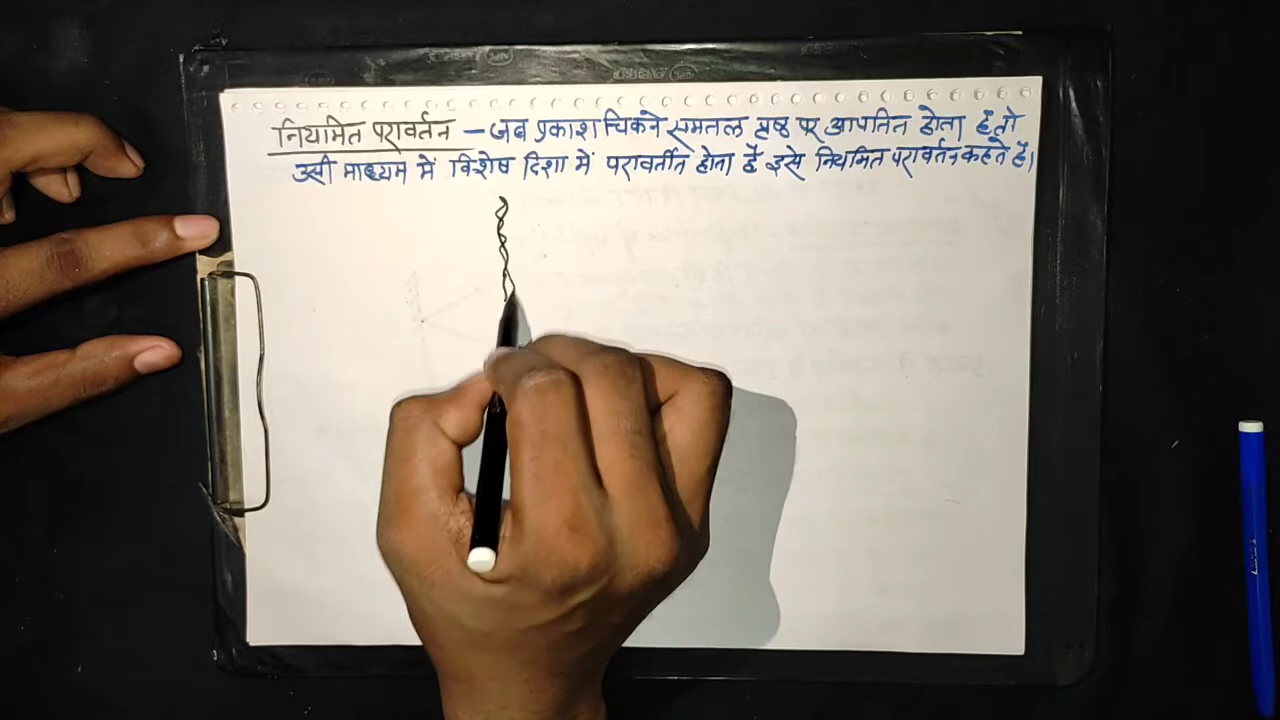 नियामित परावर्तन – जब प्रकाश चिकने समतल प्रष्ठ पर आपतित होता है, तो
उसी माध्यम में विशेष दिशा में परावर्तीत होता है इसे नियमित परावर्तन कहते हैं।